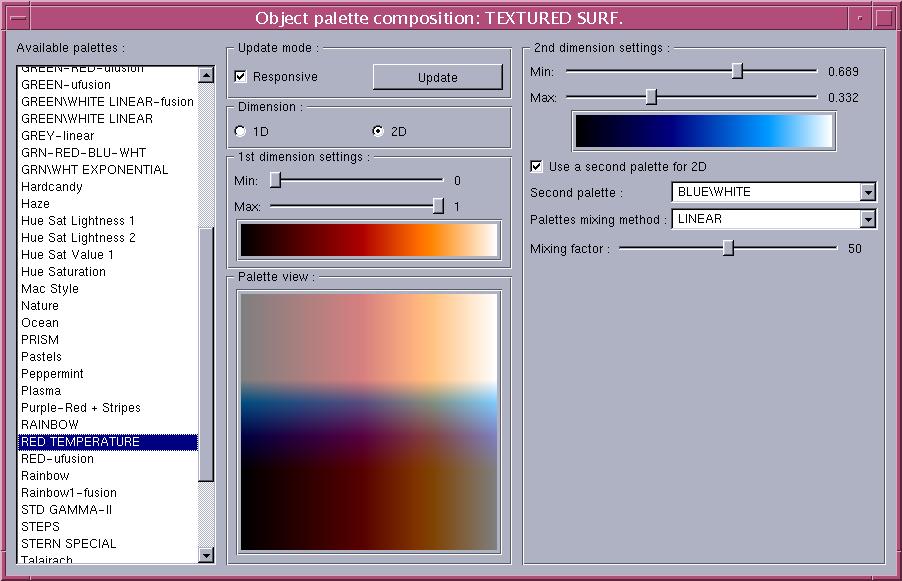 Object palette composition: TEXTURED SURF.
Available palettes :
GREEN-RED-ufusion
GREEN-ufusion
GREEN\WHITE LINEAR-fusion
GREEN\WHITE LINEAR
GREY-linear
GRN-RED-BLU-WHT
GRN\WHT EXPONENTIAL
Hardcandy
Haze
Hue Sat Lightness 1
Hue Sat Lightness 2
Hue Sat Value 1
Hue Saturation
Mac Style
Nature
Ocean
PRISM
Pastels
Peppermint
Plasma
Purple-Red + Stripes
RAINBOW
RED TEMPERATURE
RED-ufusion
Rainbow
Rainbow1-fusion
STD GAMMA-II
STEPS
STERN SPECIAL
Talairach
Update mode :
Responsive
Update
Dimension :
1D
2D
1st dimension settings :
Min: 0
Max: 1
Palette view :
2nd dimension settings :
Min: 0.689
Max: 0.332
Use a second palette for 2D
Second palette : BLUE\WHITE
Palettes mixing method : LINEAR
Mixing factor : 50